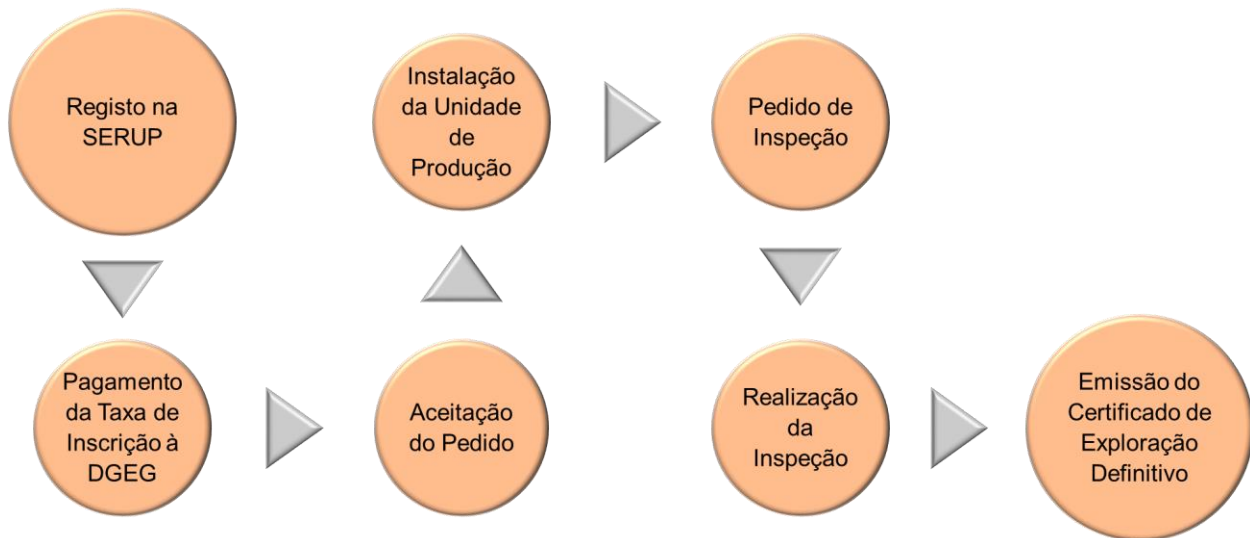 Registo na
SERUP
Pagamento
da Taxa de
Inscrição à
DGEG
Aceitação
do Pedido
Instalação
da Unidade
de
Produção
Pedido de
Inspeção
Realização
da
Inspeção
Emissão do
Certificado de
Exploração
Definitivo